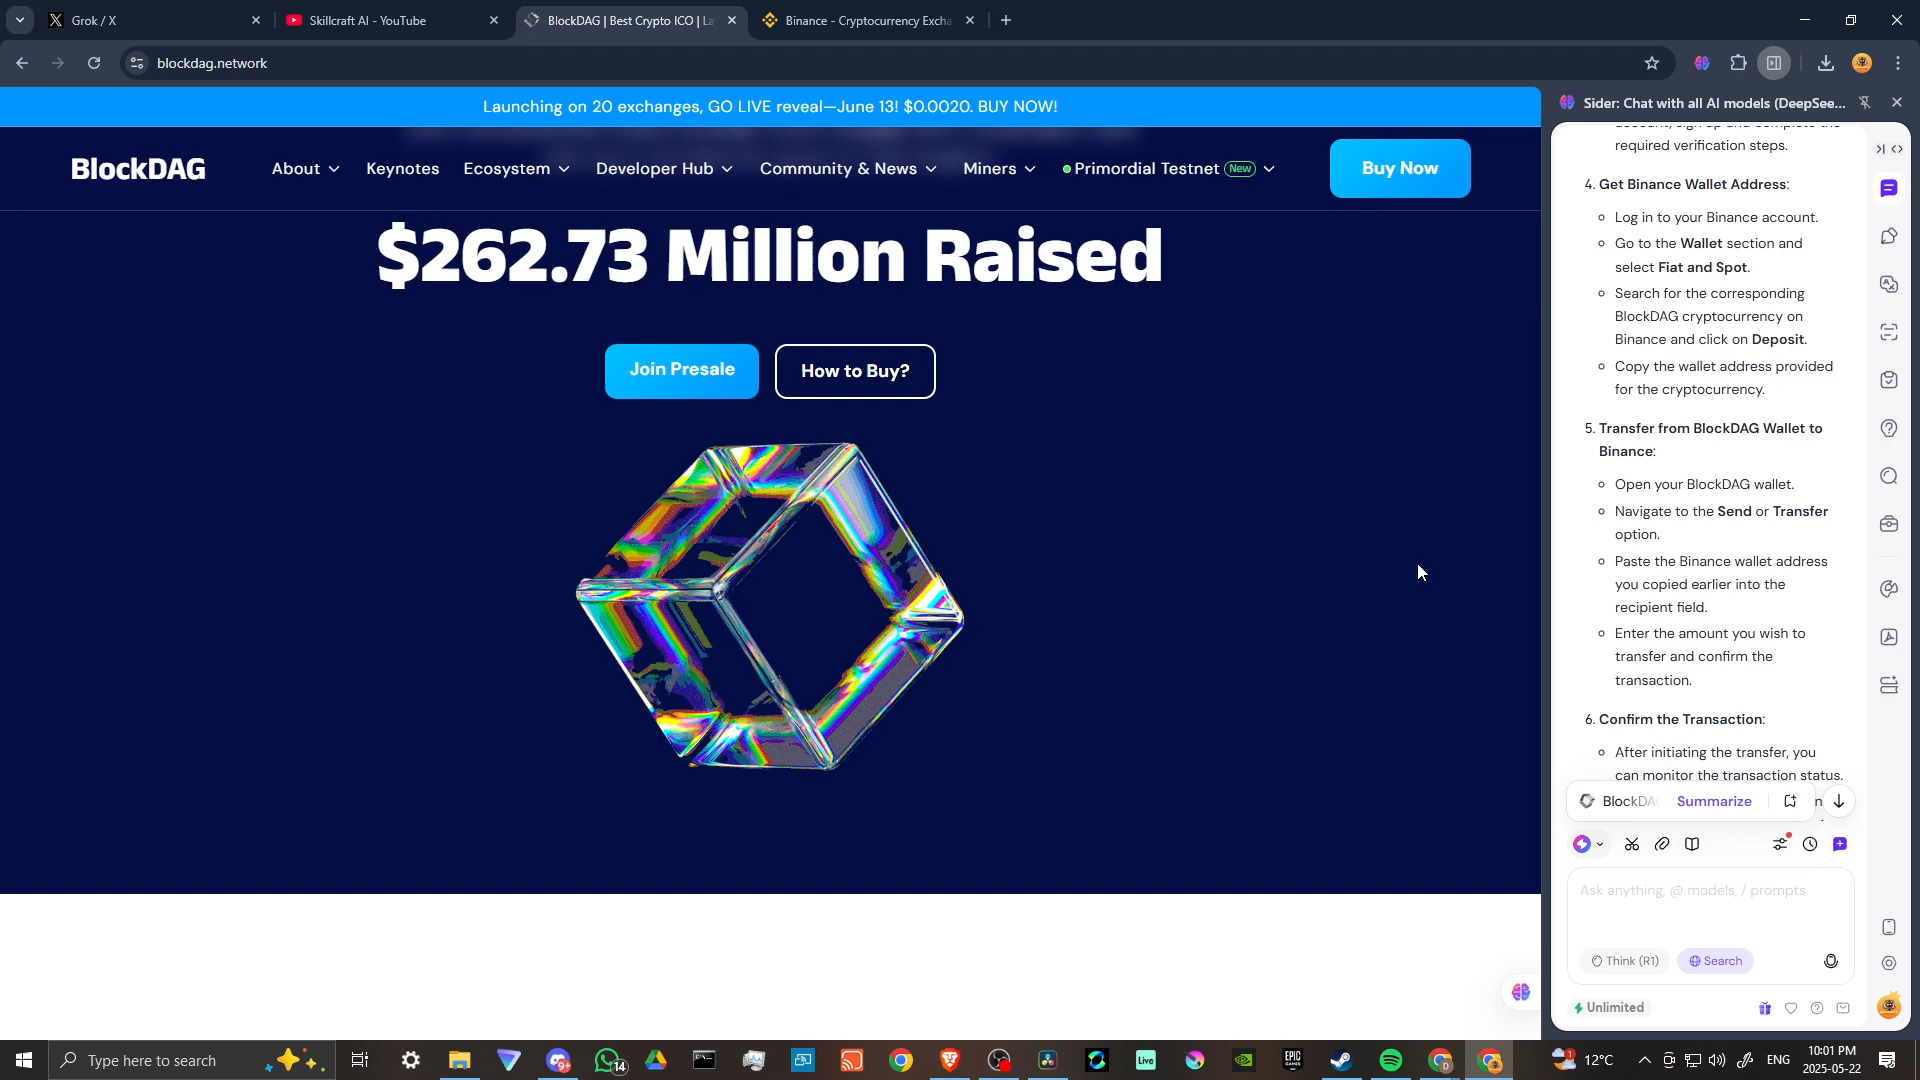 Grok / X
Skillcraft AI - YouTube
BlockDAG | Best Crypto ICO | La
Binance - Cryptocurrency Excha
blockdag.network
Launching on 20 exchanges, GO LIVE reveal—June 13! $0.0020. BUY NOW!
BlockDAG
About
Keynotes
Ecosystem
Developer Hub
Community & News
Miners
Primordial Testnet
New
Buy Now
$262.73 Million Raised
Join Presale
How to Buy?
Sider: Chat with all AI models (DeepSee...
required verification steps.
4. Get Binance Wallet Address:
Log in to your Binance account.
Go to the Wallet section and
select Fiat and Spot.
Search for the corresponding
BlockDAG cryptocurrency on
Binance and click on Deposit.
Copy the wallet address provided
for the cryptocurrency.
5. Transfer from BlockDAG Wallet to
Binance:
Open your BlockDAG wallet.
Navigate to the Send or Transfer
option.
Paste the Binance wallet address
you copied earlier into the
recipient field.
Enter the amount you wish to
transfer and confirm the
transaction.
6. Confirm the Transaction:
After initiating the transfer, you
can monitor the transaction status.
BlockDAG
Summarize
Ask anything, @ models, / prompts
Think (R1)
Search
Unlimited
Type here to search
9+
14
Live
EPIC GAMES
D
1
12°C
ENG
10:01 PM
2025-05-22